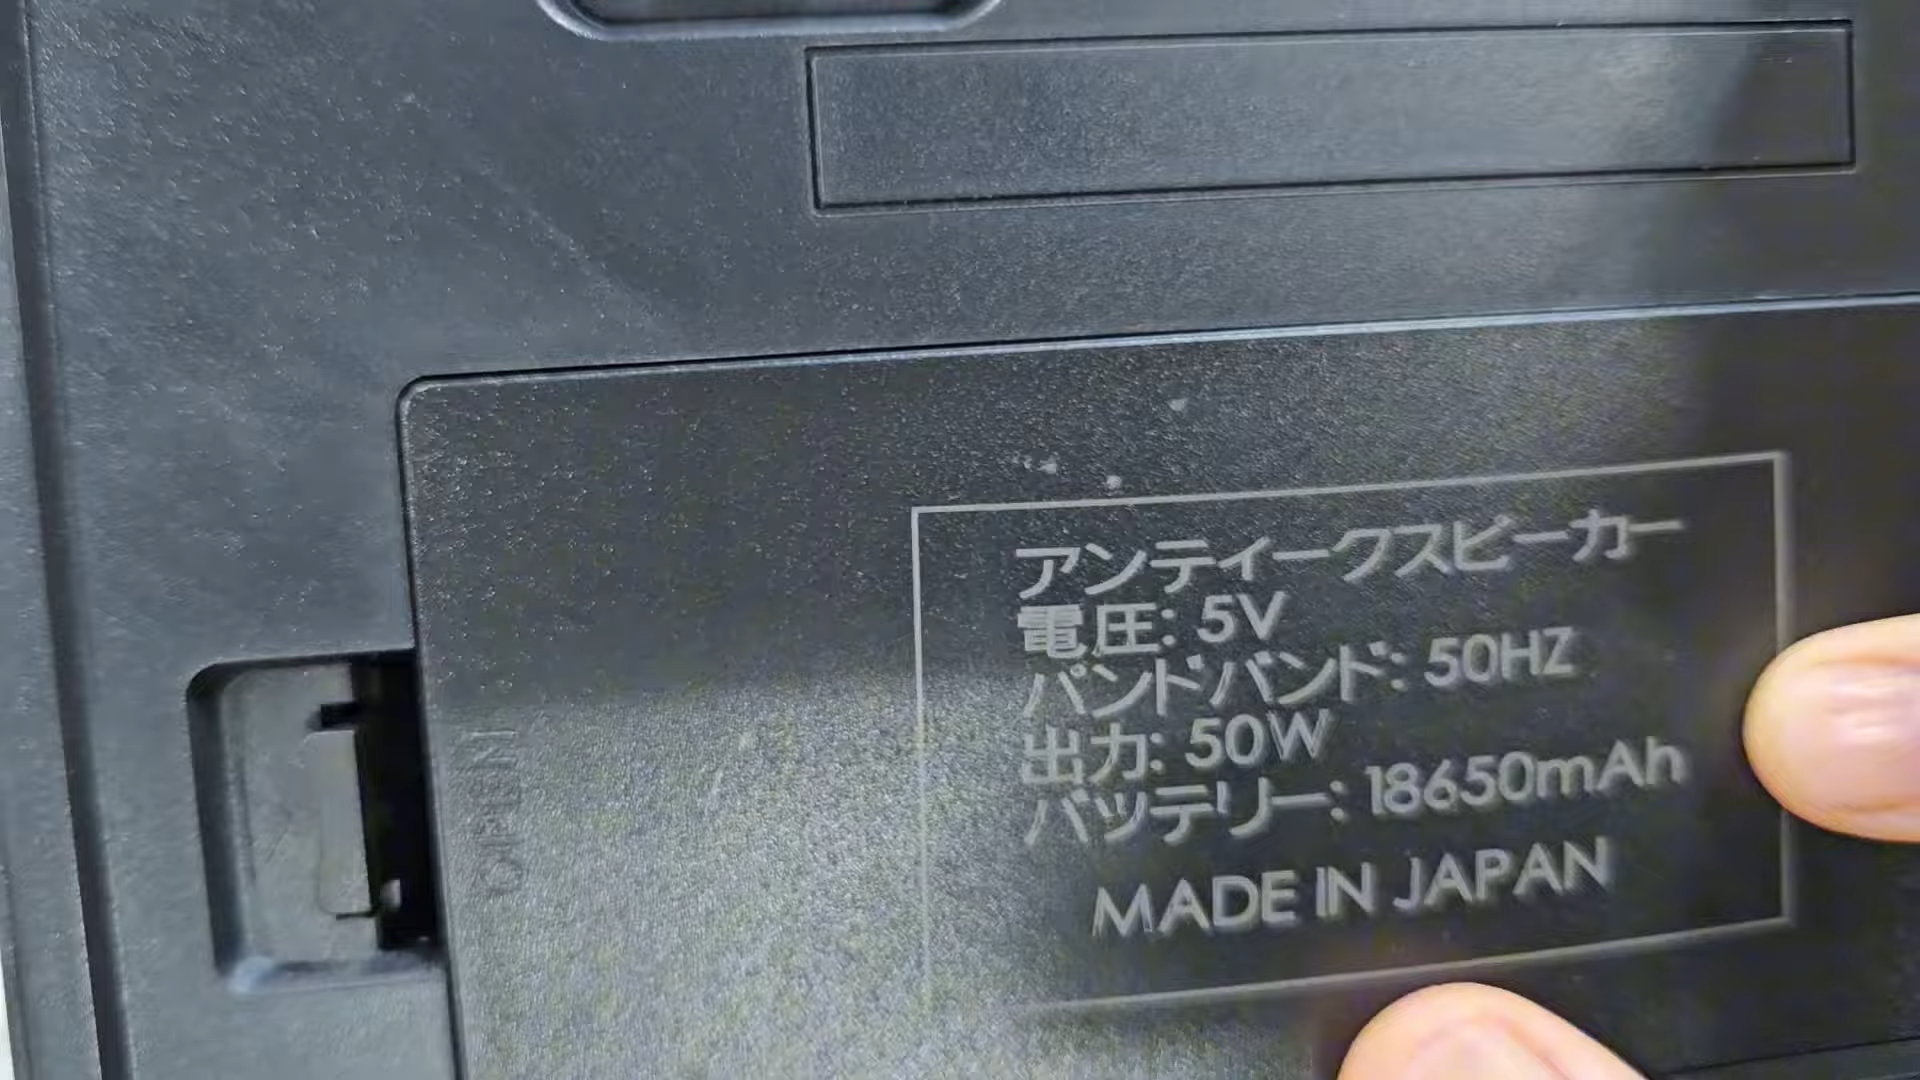 アンティークスピーカー
電圧: 5V
バンドバンド: 50HZ
出力: 50W
バッテリー: 18650mAh
MADE IN JAPAN
OPEN